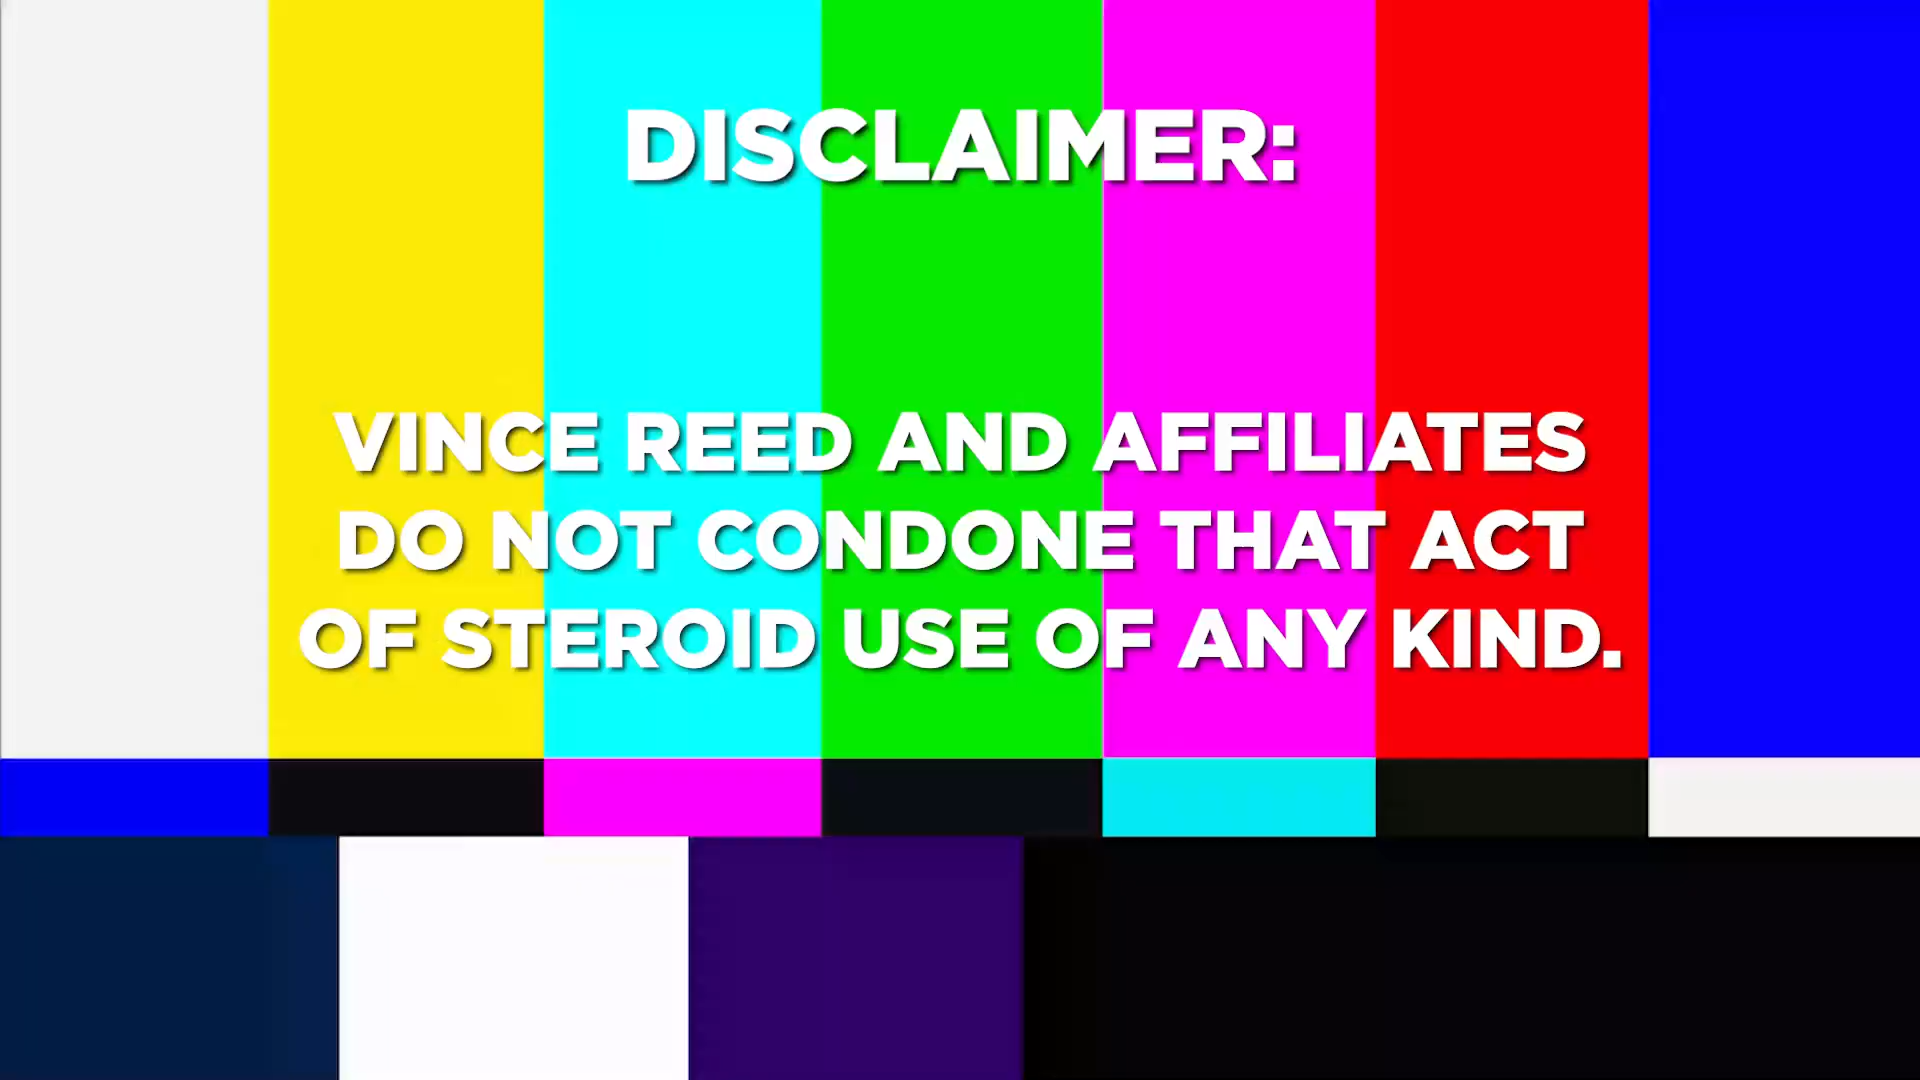 DISCLAIMER:
VINCE REED AND AFFILIATES
DO NOT CONDONE THAT ACT
OF STEROID USE OF ANY KIND.